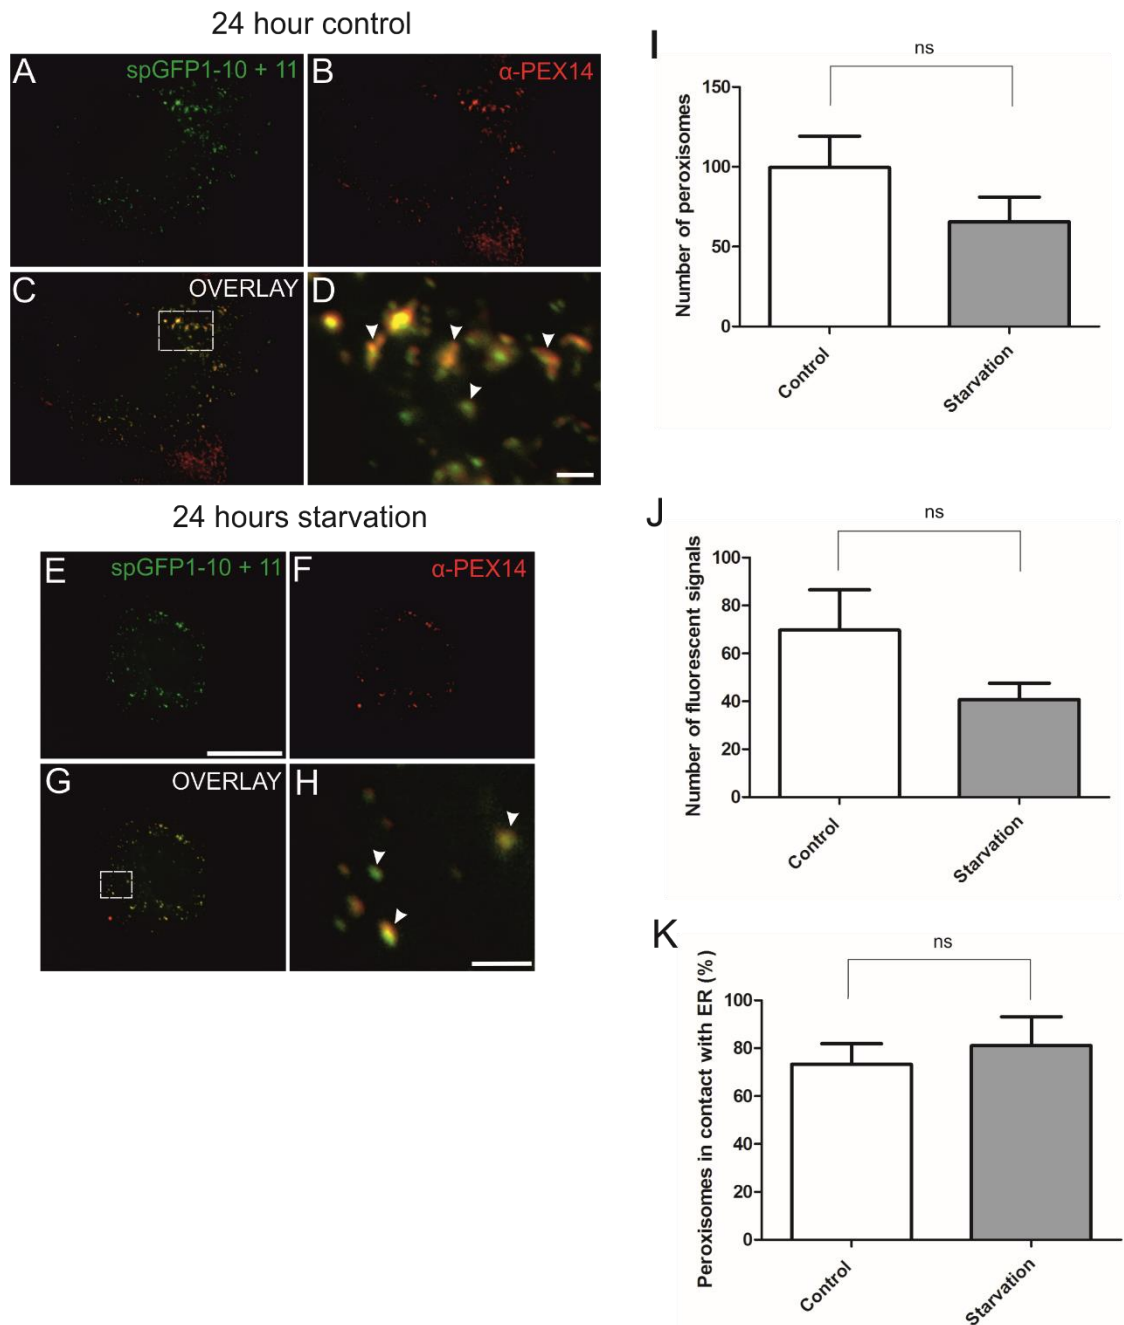 24 hour control
A spGFP1-10 + 11
B α-PEX14
C OVERLAY
D
24 hours starvation
E spGFP1-10 + 11
F α-PEX14
G OVERLAY
H
I
ns
Number of peroxisomes
150
100
50
0
Control
Starvation
J
ns
Number of fluorescent signals
100
80
60
40
20
0
Control
Starvation
K
ns
Peroxisomes in contact with ER (%)
100
80
60
40
20
0
Control
Starvation